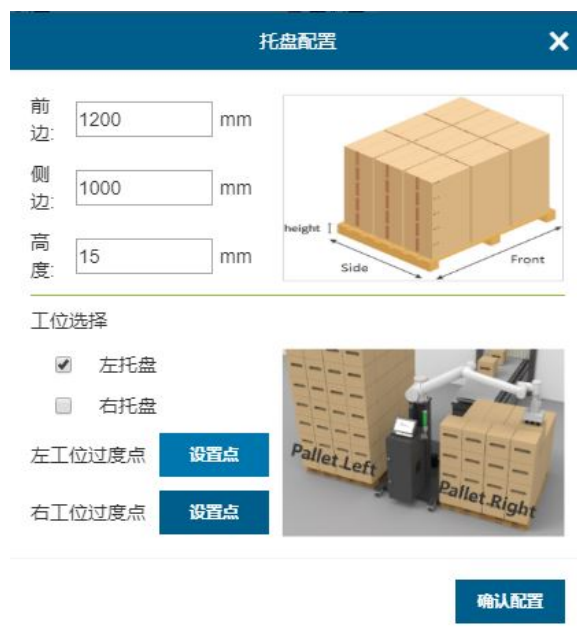 托盘配置
前
边: 1200 mm
侧
边: 1000 mm
高
度: 15 mm
height
Side
Front
工位选择
左托盘
右托盘
左工位过度点 设置点
右工位过度点 设置点
Pallet Left
Pallet Right
确认配置